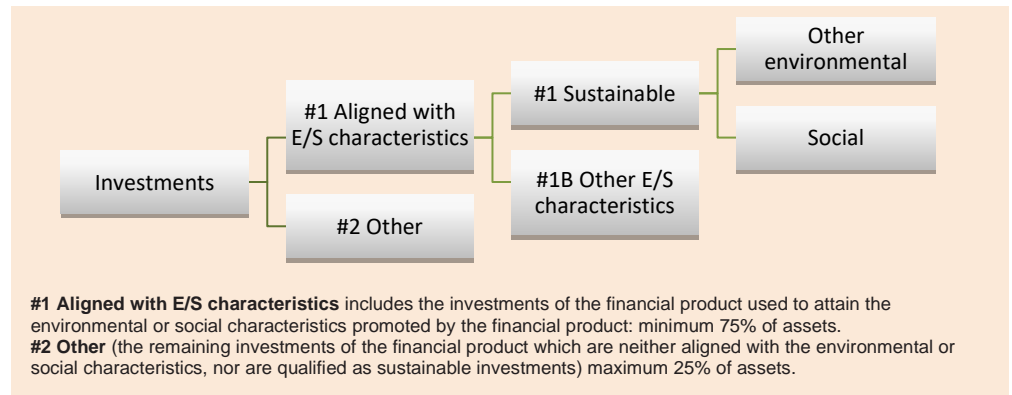 Other
environmental
#1 Aligned with
E/S characteristics
#1 Sustainable
Social
Investments
#1B Other E/S
characteristics
#2 Other
#1 Aligned with E/S characteristics includes the investments of the financial product used to attain the
environmental or social characteristics promoted by the financial product: minimum 75% of assets.
#2 Other (the remaining investments of the financial product which are neither aligned with the environmental or
social characteristics, nor are qualified as sustainable investments) maximum 25% of assets.